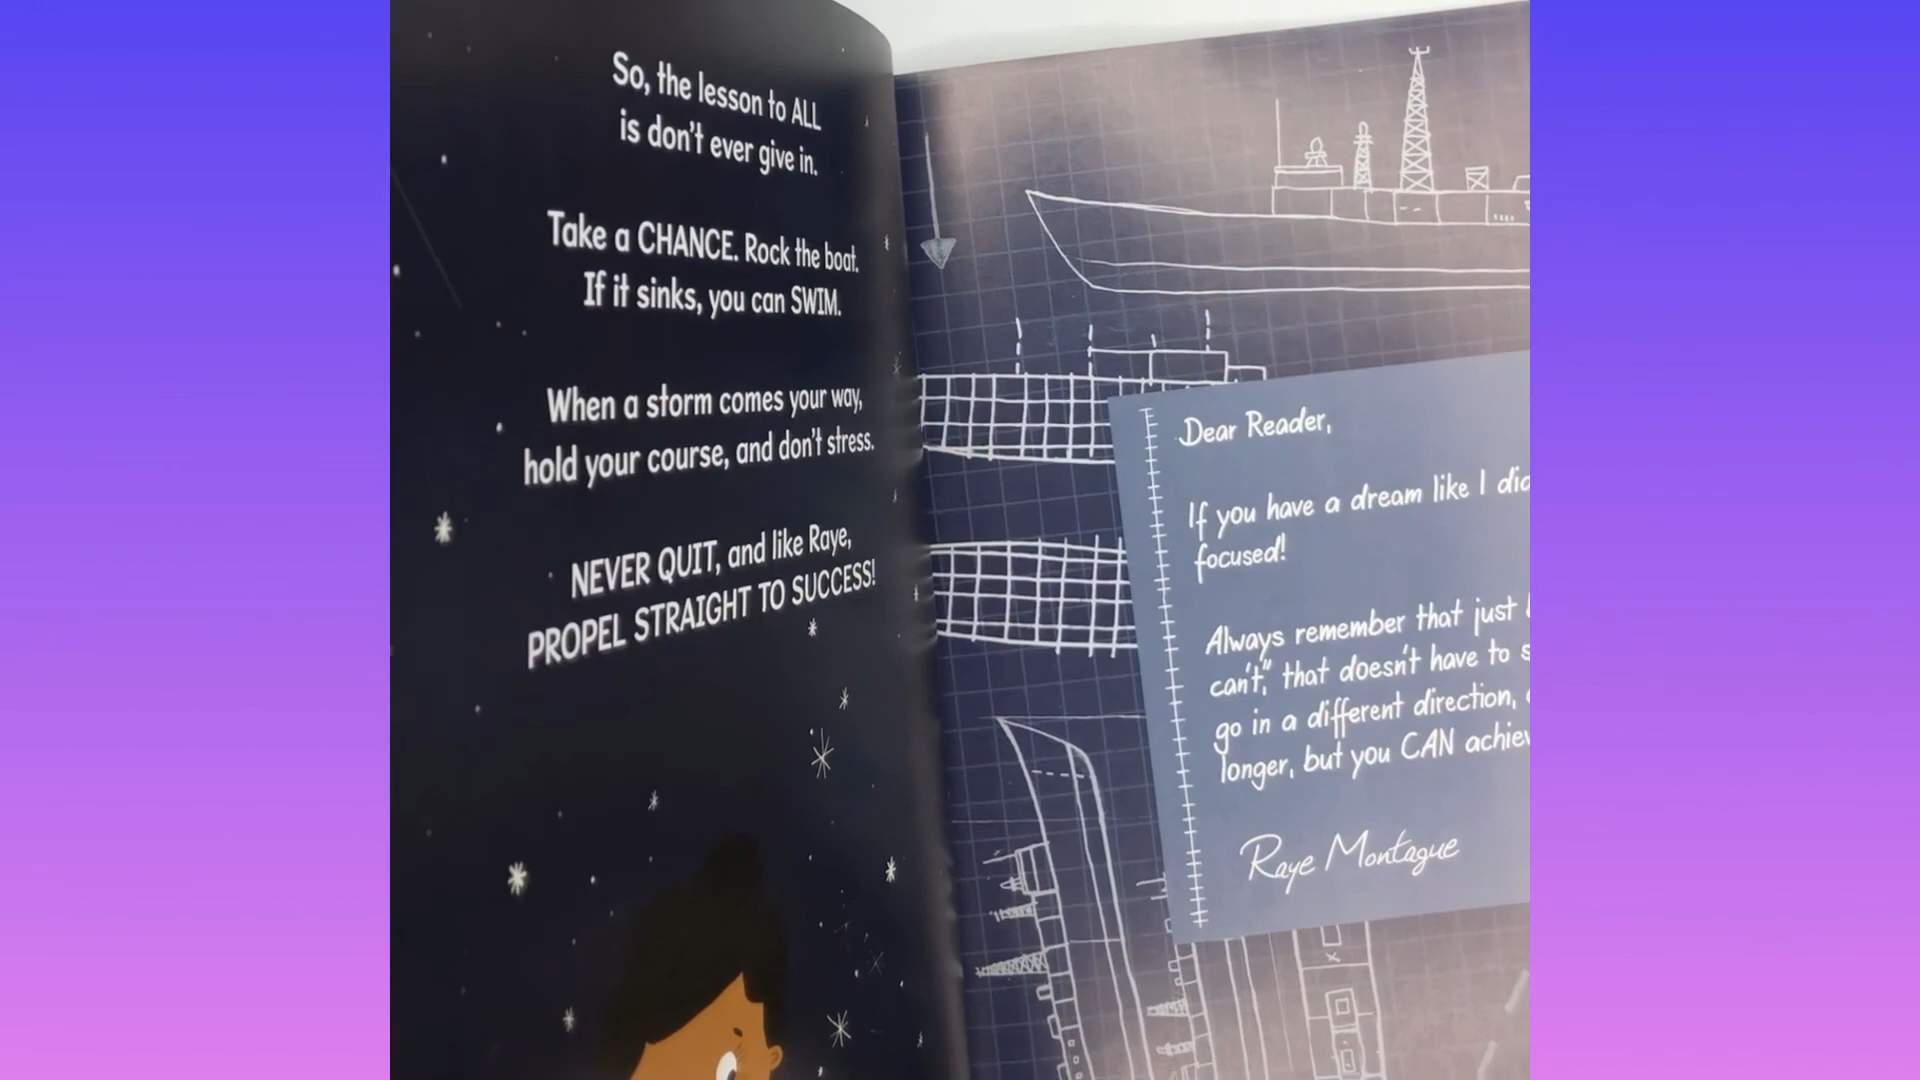 So, the lesson to ALL
is don't ever give in.
Take a CHANCE. Rock the boat.
If it sinks, you can SWIM.
When a storm comes your way,
hold your course, and don't stress.
NEVER QUIT, and like Raye,
PROPEL STRAIGHT TO SUCCESS!
Dear Reader,
If you have a dream like I
focused!
Always remember that just
can't," that doesn't have to
go in a different direction,
longer, but you CAN
Raye Montague